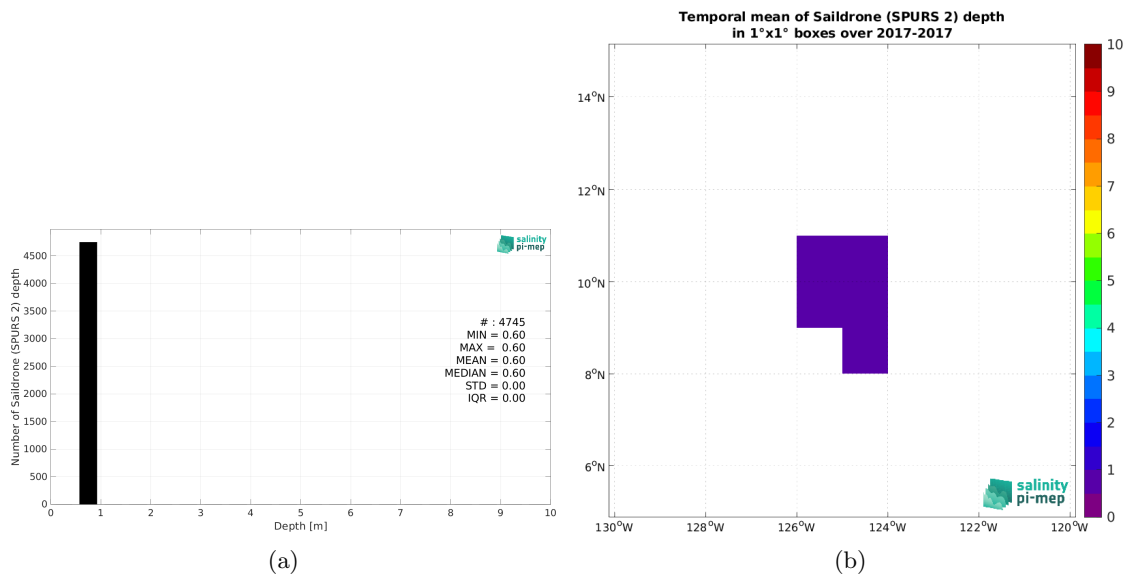 salinity
pi-mep
Number of Saildrone (SPURS 2) depth
4500
4000
3500
3000
2500
2000
1500
1000
500
0
# : 4745
MIN = 0.60
MAX = 0.60
MEAN = 0.60
MEDIAN = 0.60
STD = 0.00
IQR = 0.00
0 1 2 3 4 5 6 7 8 9 10
Depth [m]
(a)
Temporal mean of Saildrone (SPURS 2) depth
in 1°x1° boxes over 2017-2017
14°N
12°N
10°N
8°N
6°N
130°W 128°W 126°W 124°W 122°W 120°W
salinity
pi-mep
10
9
8
7
6
5
4
3
2
1
0
(b)